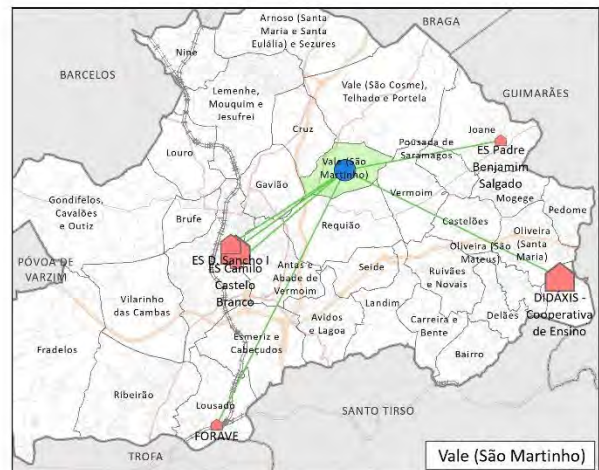 BRAGA
Arnoso (Santa
Maria e Santa
Eulália) e Sezures
Nine
BARCELOS
Lemenhe,
Mouquim e
Jesufrei
Vale (São Cosme),
Telhado e Portela
GUIMARÃES
Cruz
Joane
Louro
Vale (São
Martinho)
Pousada de
Saramagos
ES Padre
Benjamim
Salgado
Gavião
Mogege
Vermoim
Gondifelos,
Cavalões
e Outiz
Brufe
Requião
Castelões
Pedome
Oliveira
(Santa
Maria)
Oliveira (São
Mateus)
PÓVOA DE
VARZIM
ES D. Sancho I
ES Camilo
Castelo
Branco
Antas e
Abade de
Vermoim
Seide
Ruivães
e Novais
DIDÁXIS -
Cooperativa
de Ensino
Vilarinho
das Cambas
Landim
Delães
Avidos
e Lagoa
Carreira e
Bente
Esmeriz e
Cabeçudos
Bairro
Fradelos
Ribeirão
Lousado
FORAVE
SANTO TIRSO
TROFA
Vale (São Martinho)